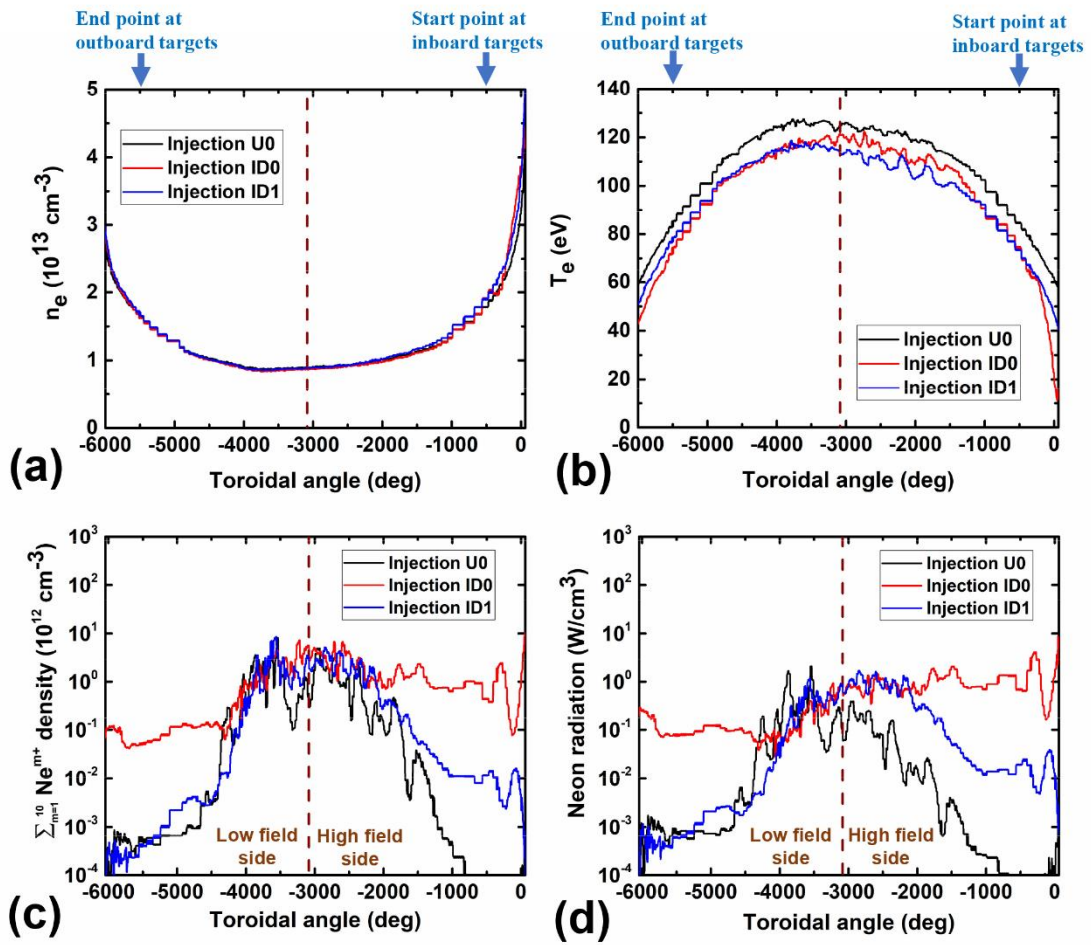 End point at
outboard targets
Start point at
inboard targets
End point at
outboard targets
Start point at
inboard targets
5
4
3
2
1
0
n_e (10^13 cm^-3)
Injection U0
Injection ID0
Injection ID1
-6000 -5000 -4000 -3000 -2000 -1000 0
Toroidal angle (deg)
(a)
140
120
100
80
60
40
20
0
T_e (eV)
Injection U0
Injection ID0
Injection ID1
-6000 -5000 -4000 -3000 -2000 -1000 0
Toroidal angle (deg)
(b)
10^3
10^2
10^1
10^0
10^-1
10^-2
10^-3
10^-4
∑_{m=1}^{10} Ne^{m+} density (10^12 cm^-3)
Injection U0
Injection ID0
Injection ID1
Low field
side
High field
side
-6000 -5000 -4000 -3000 -2000 -1000 0
Toroidal angle (deg)
(c)
10^3
10^2
10^1
10^0
10^-1
10^-2
10^-3
10^-4
Neon radiation (W/cm^3)
Injection U0
Injection ID0
Injection ID1
Low field
side
High field
side
-6000 -5000 -4000 -3000 -2000 -1000 0
Toroidal angle (deg)
(d)